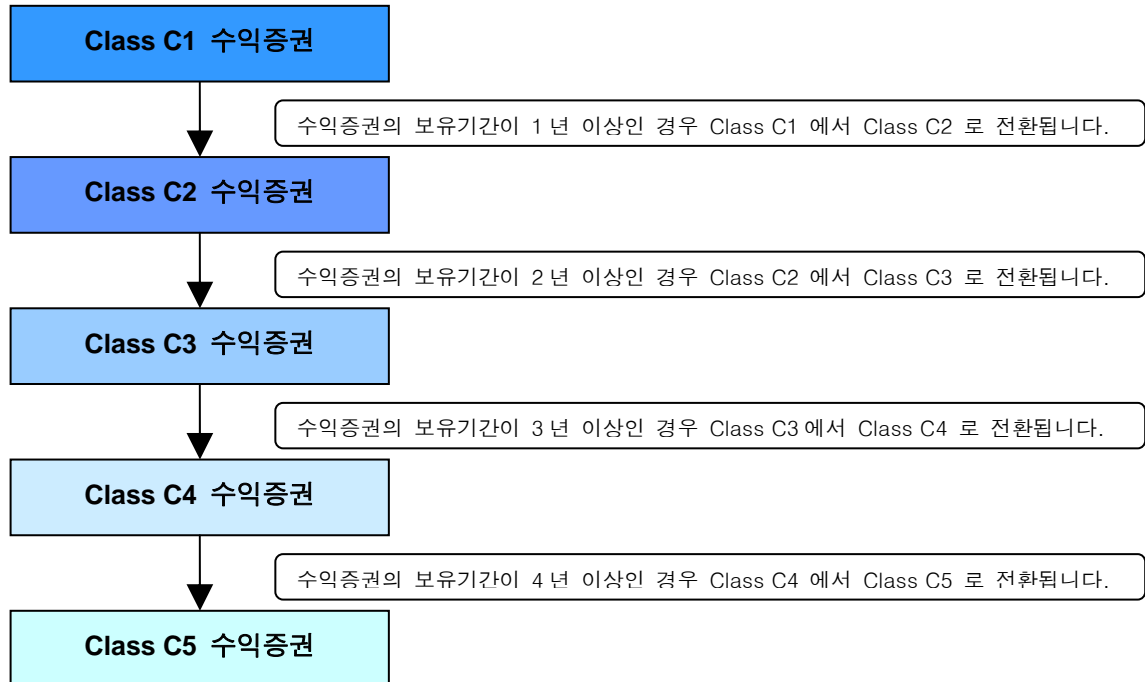 Class C1 수익증권
수익증권의 보유기간이 1 년 이상인 경우 Class C1 에서 Class C2 로 전환됩니다.
Class C2 수익증권
수익증권의 보유기간이 2 년 이상인 경우 Class C2 에서 Class C3 로 전환됩니다.
Class C3 수익증권
수익증권의 보유기간이 3 년 이상인 경우 Class C3 에서 Class C4 로 전환됩니다.
Class C4 수익증권
수익증권의 보유기간이 4 년 이상인 경우 Class C4 에서 Class C5 로 전환됩니다.
Class C5 수익증권